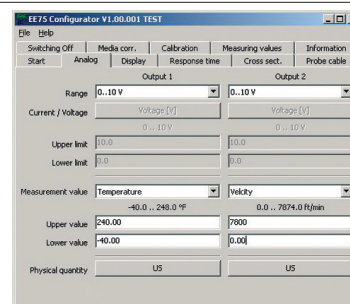 EE75 Configurator V1.00.001 TEST
File Help
Switching Off Media corr. Calibration Measuring values Information
Start Analog Display Response time Cross sect. Probe cable
Output 1 Output 2
Range 0..10 V 0..10 V
Current / Voltage Voltage [V] Voltage [V]
0 .. 10 V 0 .. 10 V
Upper limit 10.0 10.0
Lower limit 0.0 0.0
Measurement value Temperature Velcity
-40.0 .. 248.0 °F 0.0 .. 7874.0 ft/min
Upper value 240.00 7800
Lower value -40.00 0.00
Physical quantity US US